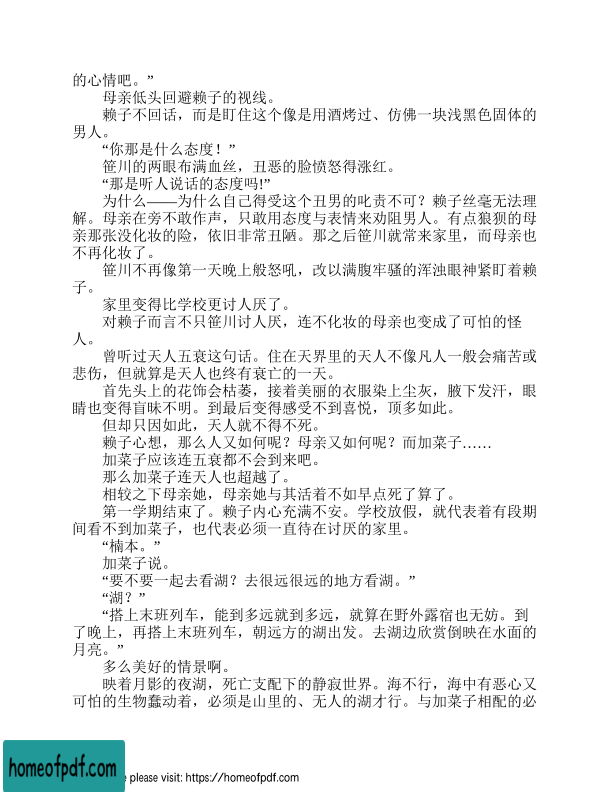 的心情吧。”
母亲低头回避赖子的视线。
赖子不回话，而是盯住这个像是用酒烤过、仿佛一块浅黑色固体的
男人。
“你那是什么态度！”
笹川的两眼布满血丝，丑恶的脸愤怒得涨红。
“那是听人说话的态度吗!”
为什么——为什么自己得受这个丑男的叱责不可？赖子丝毫无法理
解。母亲在旁不敢作声，只敢用态度与表情来劝阻男人。有点狼狈的母
亲那张没化妆的险，依旧非常丑陋。那之后笹川就常来家里，而母亲也
不再化妆了。
笹川不再像第一天晚上般怒吼，改以满腹牢骚的浑浊眼神紧盯着赖
子。
家里变得比学校更讨人厌了。
对赖子而言不只笹川讨人厌，连不化妆的母亲也变成了可怕的怪
人。
曾听过天人五衰这句话。住在天界里的天人不像凡人一般会痛苦或
悲伤，但就算是天人也终有衰亡的一天。
首先头上的花饰会枯萎，接着美丽的衣服染上尘灰，腋下发汗，眼
睛也变得盲昧不明。到最后变得感受不到喜悦，顶多如此。
但却只因如此，天人就不得不死。
赖子心想，那么人又如何呢？母亲又如何呢？而加菜子……
加菜子应该连五衰都不会到来吧。
那么加菜子连天人也超越了。
相较之下母亲她，母亲她与其活着不如早点死了算了。
第一学期结束了。赖子内心充满不安。学校放假，就代表着有段期
间看不到加菜子，也代表必须一直待在讨厌的家里。
“楠本。”
加菜子说。
“要不要一起去看湖？去很远很远的地方看湖。”
“湖？”
“搭上末班列车，能到多远就到多远，就算在野外露宿也无妨。到
了晚上，再搭上末班列车，朝远方的湖出发。去湖边欣赏倒映在水面的
月亮。”
多么美好的情景啊。
映着月影的夜湖，死亡支配下的静寂世界。海不行，海中有恶心又
可怕的生物蠢动着，必须是山里的、无人的湖才行。与加菜子相配的必
homeofpdf.com
please visit: https://homeofpdf.com